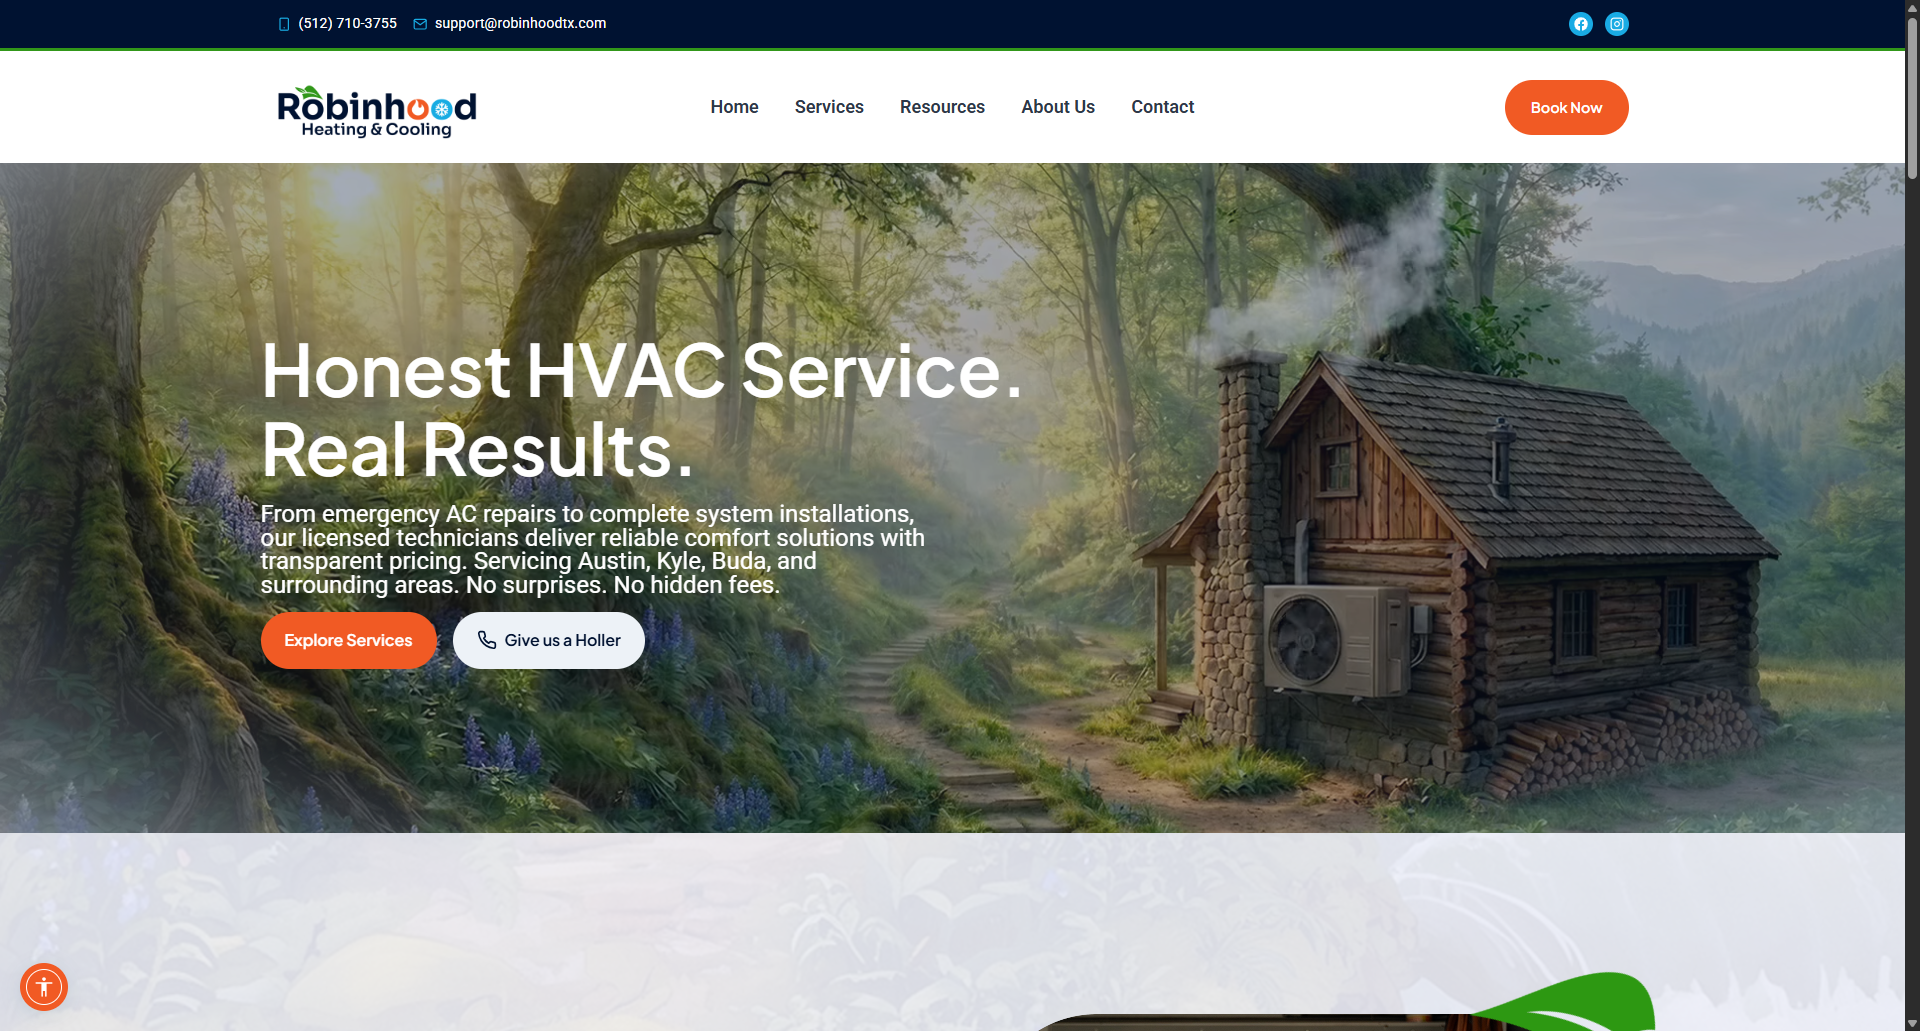 (512) 710-3755 support@robinhoodtx.com
Robinhood
Heating & Cooling
Home Services Resources About Us Contact
Book Now
Honest HVAC Service.
Real Results.
From emergency AC repairs to complete system installations,
our licensed technicians deliver reliable comfort solutions with
transparent pricing. Servicing Austin, Kyle, Buda, and
surrounding areas. No surprises. No hidden fees.
Explore Services Give us a Holler